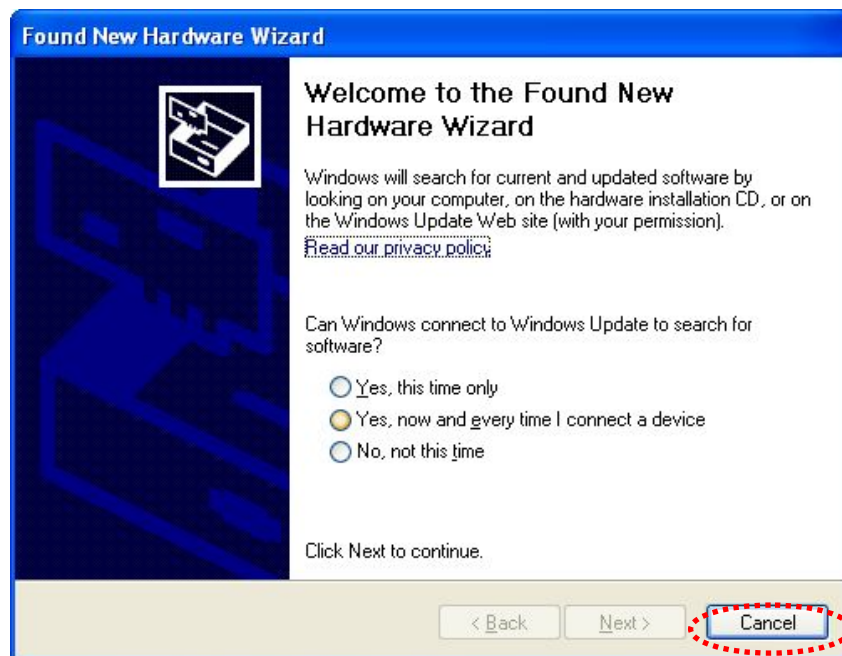 Found New Hardware Wizard
Welcome to the Found New
Hardware Wizard
Windows will search for current and updated software by
looking on your computer, on the hardware installation CD, or on
the Windows Update Web site (with your permission).
Read our privacy policy
Can Windows connect to Windows Update to search for
software?
Yes, this time only
Yes, now and every time I connect a device
No, not this time
Click Next to continue.
< Back Next > Cancel